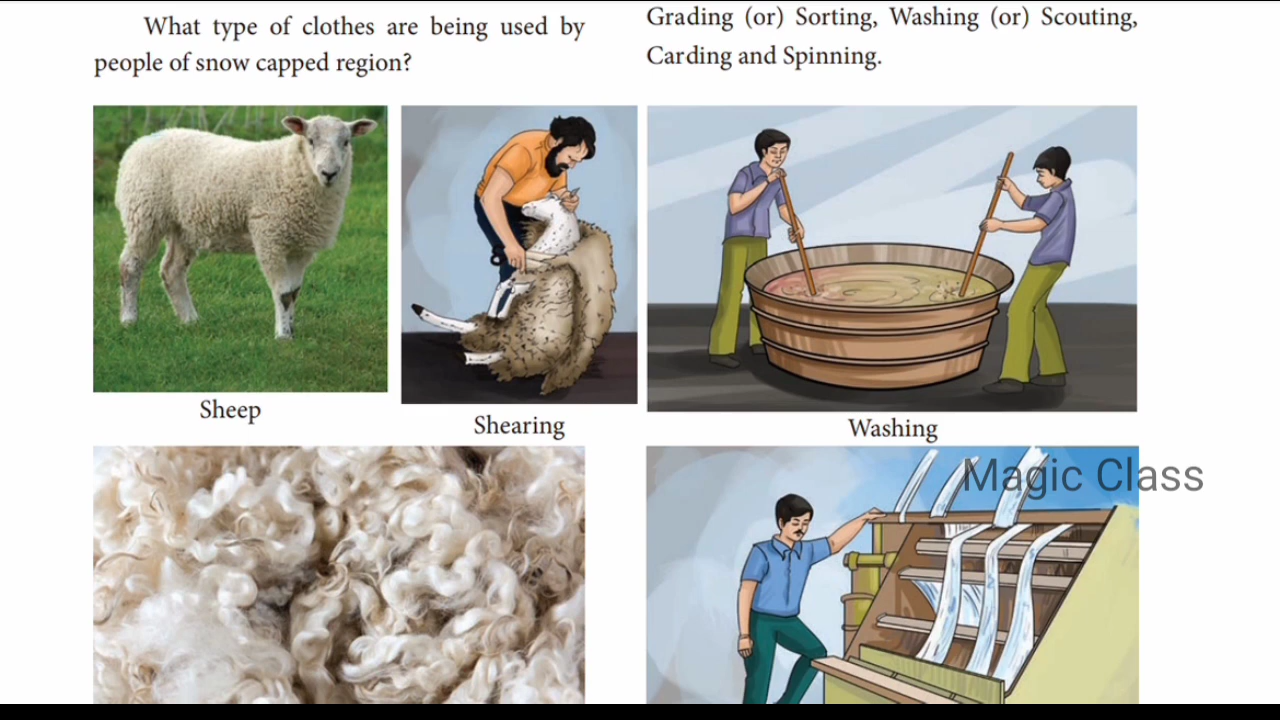 What type of clothes are being used by
people of snow capped region?
Grading (or) Sorting, Washing (or) Scouting,
Carding and Spinning.
Sheep
Shearing
Washing
Magic Class